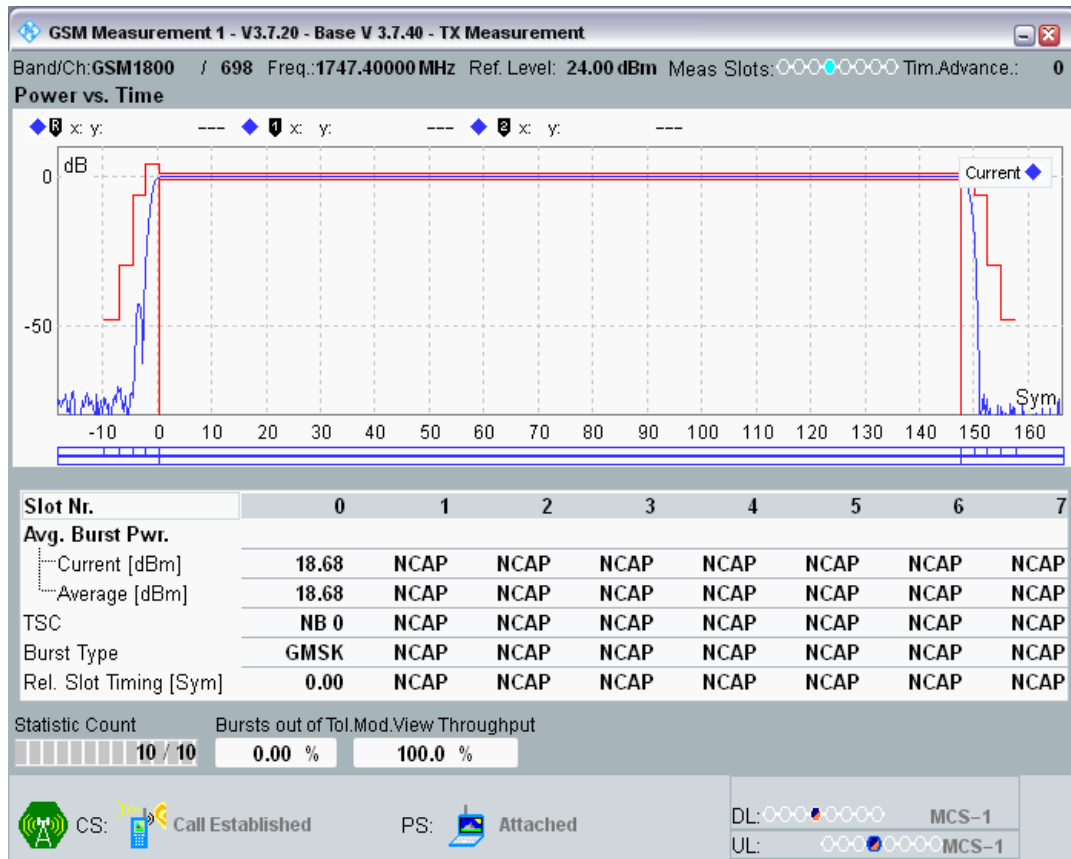 GSM Measurement 1 - V3.7.20 - Base V 3.7.40 - TX Measurement
Band/Ch:GSM1800 / 698 Freq.:1747.40000 MHz Ref. Level: 24.00 dBm Meas Slots: Tim.Advance.: 0
Power vs. Time
R x: y: --- 1 x: y: --- 2 x: y: ---
dB
0
Current
-50
Sym
-10 0 10 20 30 40 50 60 70 80 90 100 110 120 130 140 150 160
Slot Nr. 0 1 2 3 4 5 6 7
Avg. Burst Pwr.
Current [dBm] 18.68 NCAP NCAP NCAP NCAP NCAP NCAP NCAP
Average [dBm] 18.68 NCAP NCAP NCAP NCAP NCAP NCAP NCAP
TSC NB 0 NCAP NCAP NCAP NCAP NCAP NCAP NCAP
Burst Type GMSK NCAP NCAP NCAP NCAP NCAP NCAP NCAP
Rel. Slot Timing [Sym] 0.00 NCAP NCAP NCAP NCAP NCAP NCAP NCAP
Statistic Count Bursts out of Tol. Mod.View Throughput
10 / 10 0.00 % 100.0 %
CS: Call Established PS: Attached
DL: MCS-1
UL: MCS-1